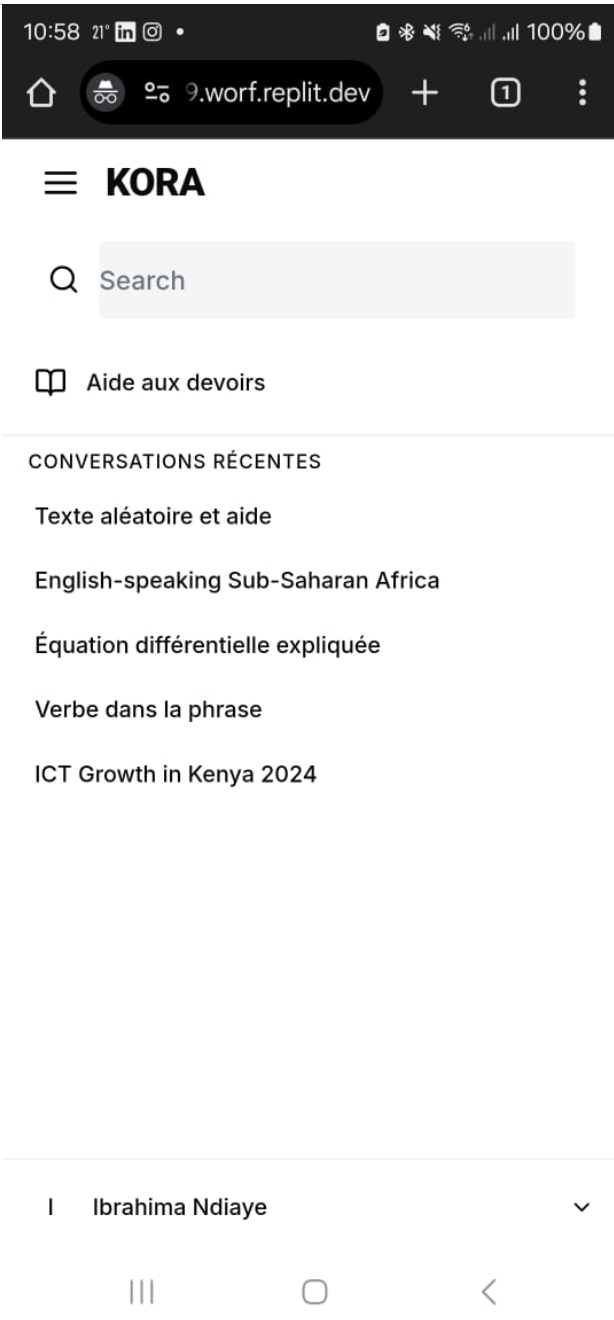 10:58 21° in 100%
9.worf.replit.dev 1
KORA
Search
Aide aux devoirs
CONVERSATIONS RÉCENTES
Texte aléatoire et aide
English-speaking Sub-Saharan Africa
Équation différentielle expliquée
Verbe dans la phrase
ICT Growth in Kenya 2024
I Ibrahima Ndiaye